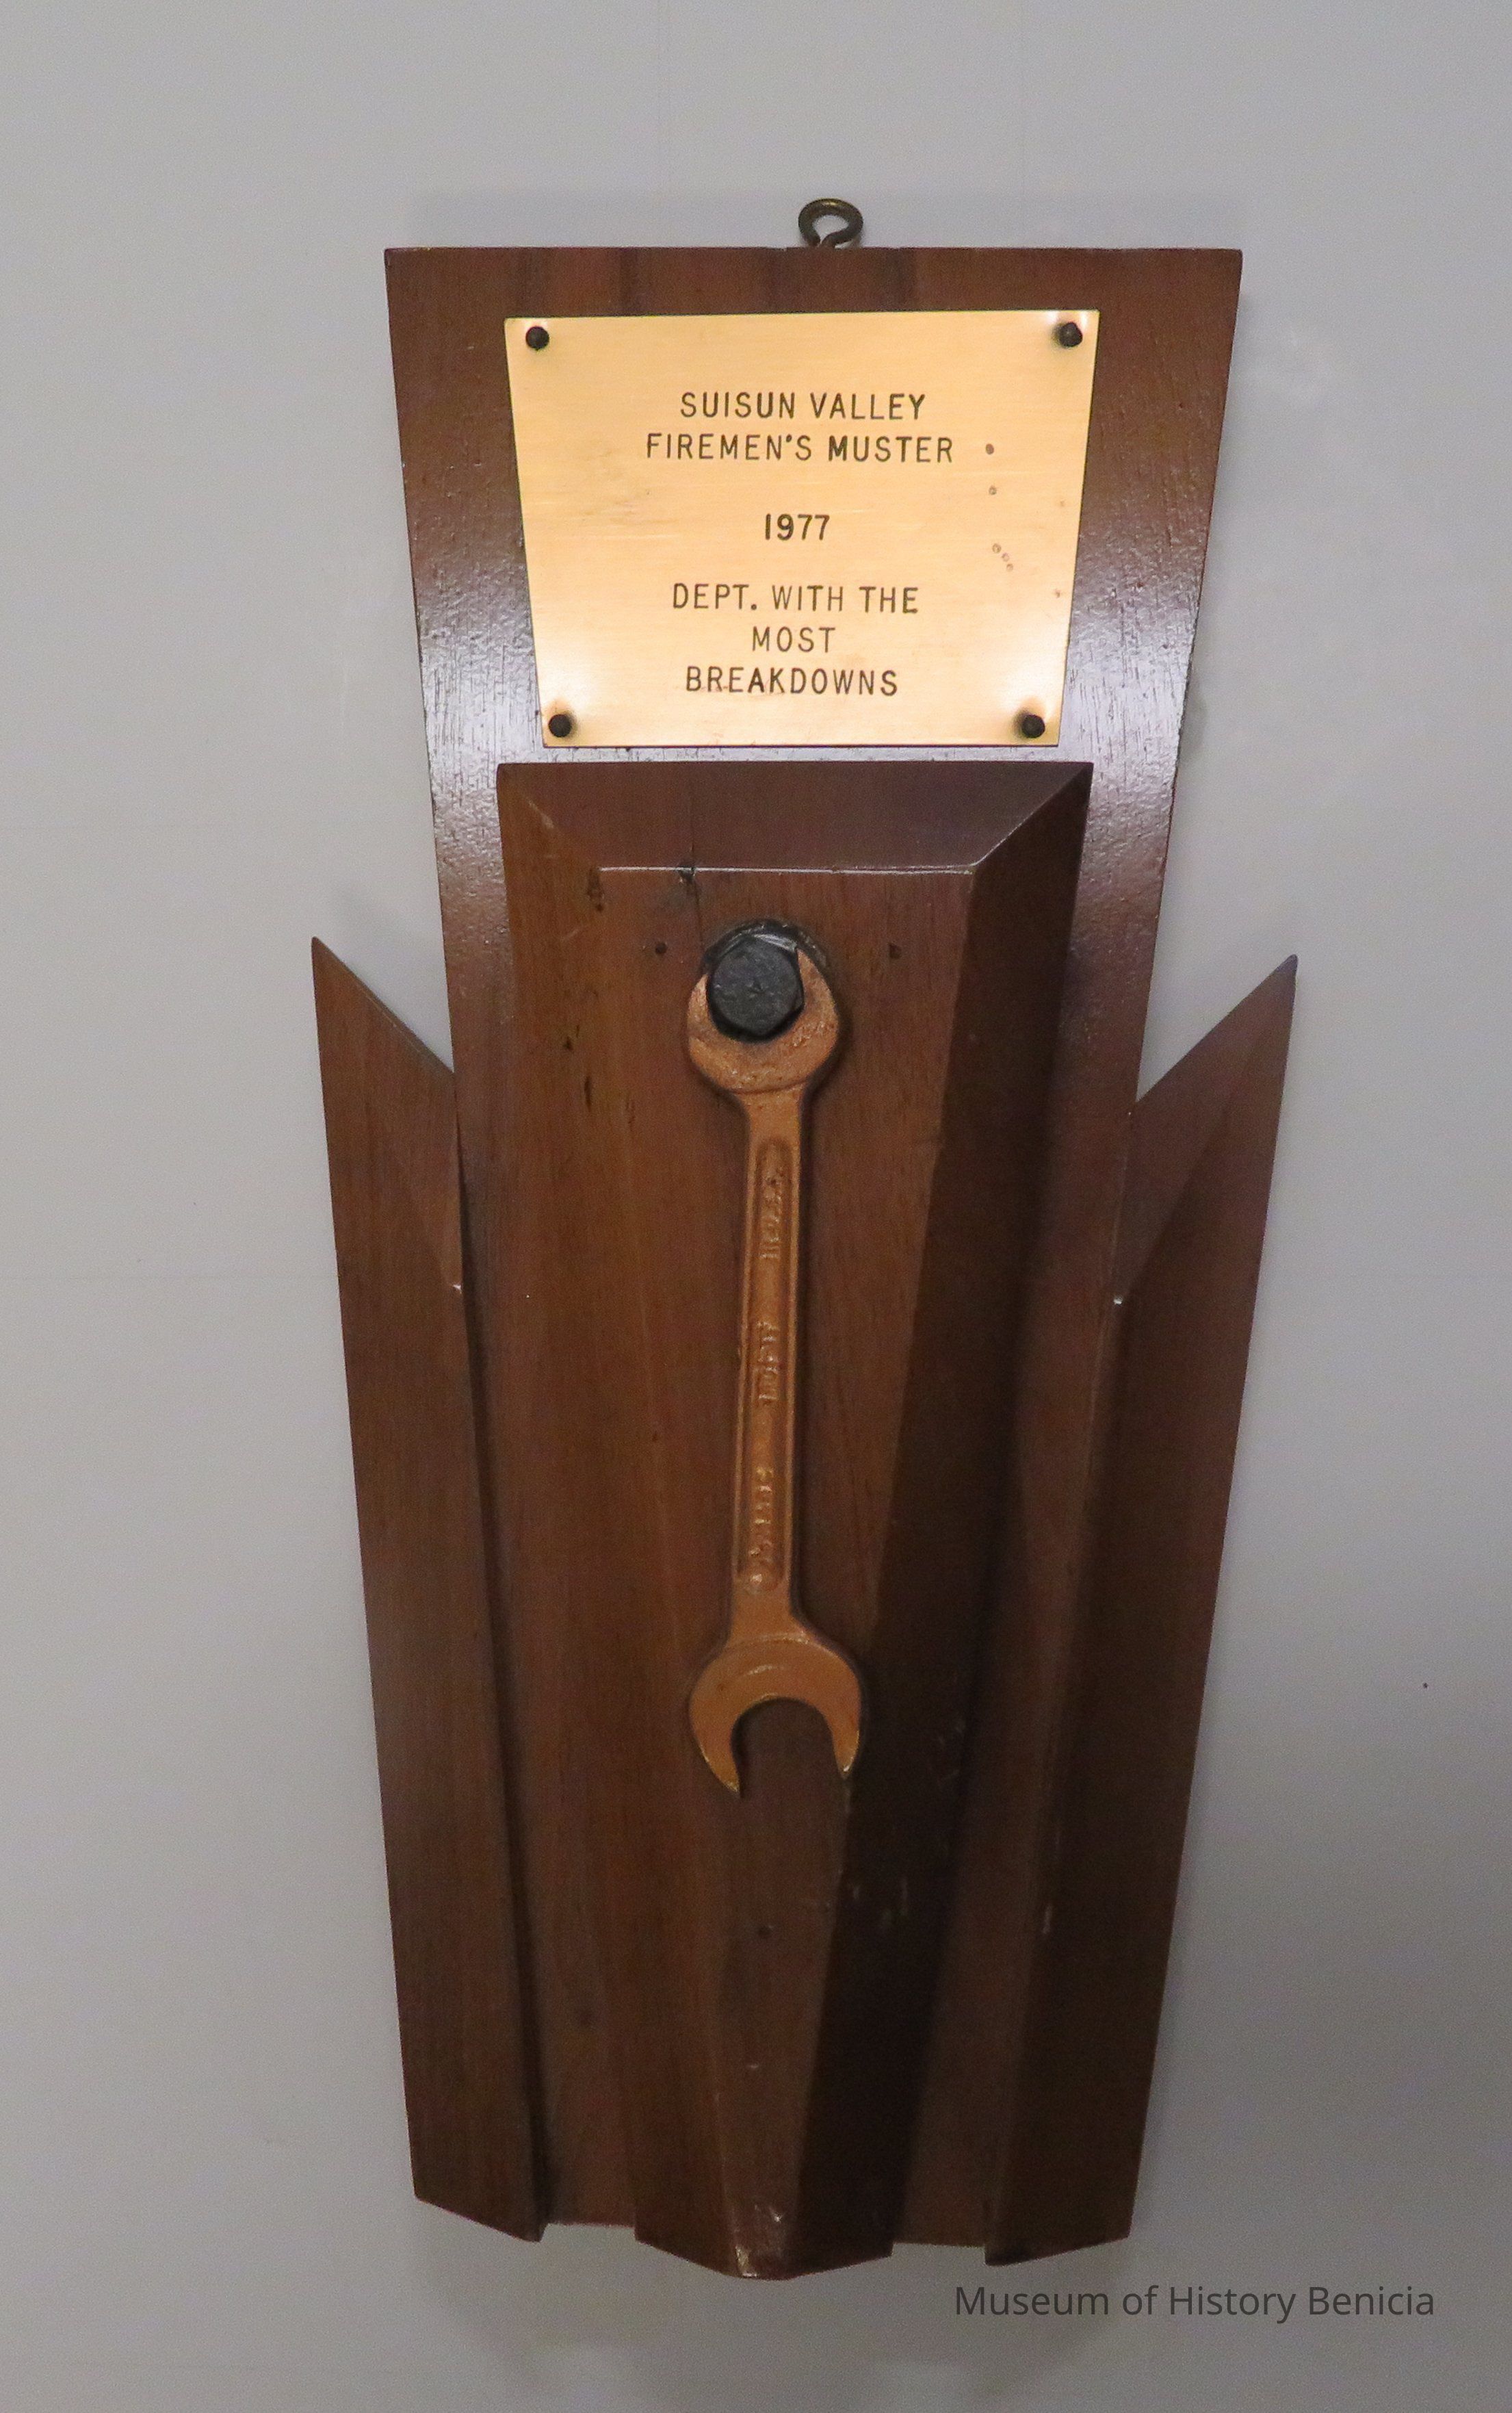 SUISUN VALLEY
FIREMEN'S MUSTER
1977
DEPT. WITH THE
MOST
BREAKDOWNS
Museum of History Benicia